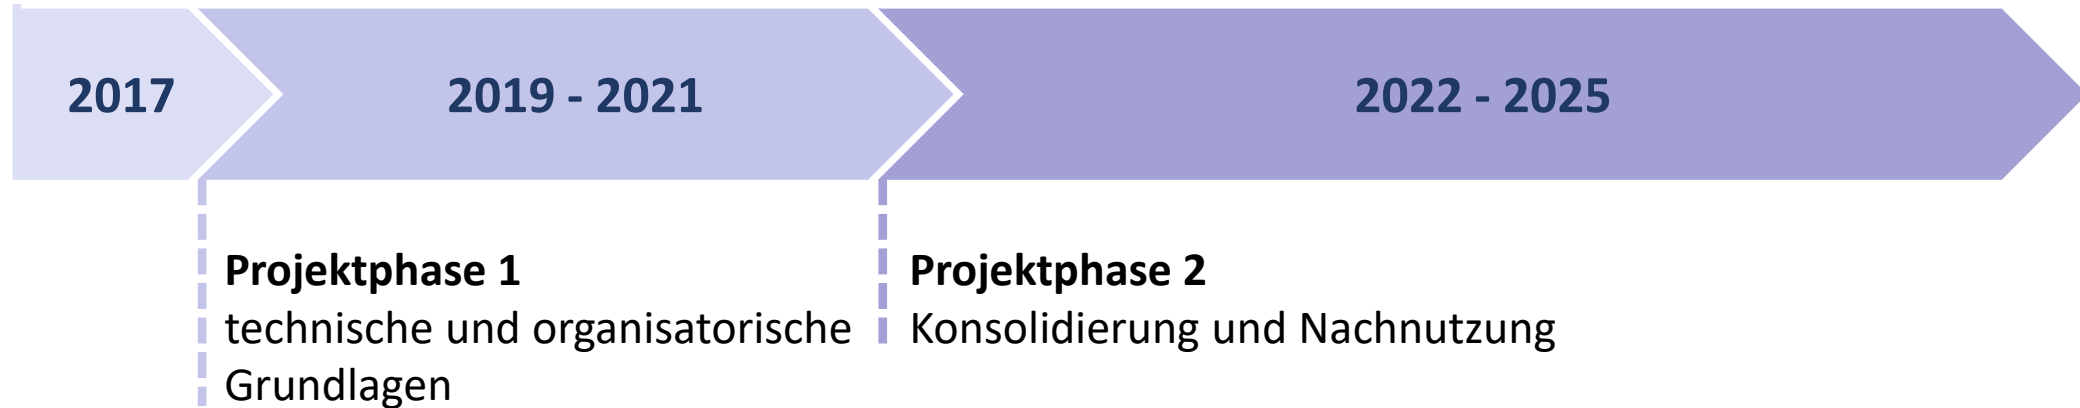 2017
2019 - 2021
2022 - 2025
Projektphase 1
technische und organisatorische
Grundlagen
Projektphase 2
Konsolidierung und Nachnutzung